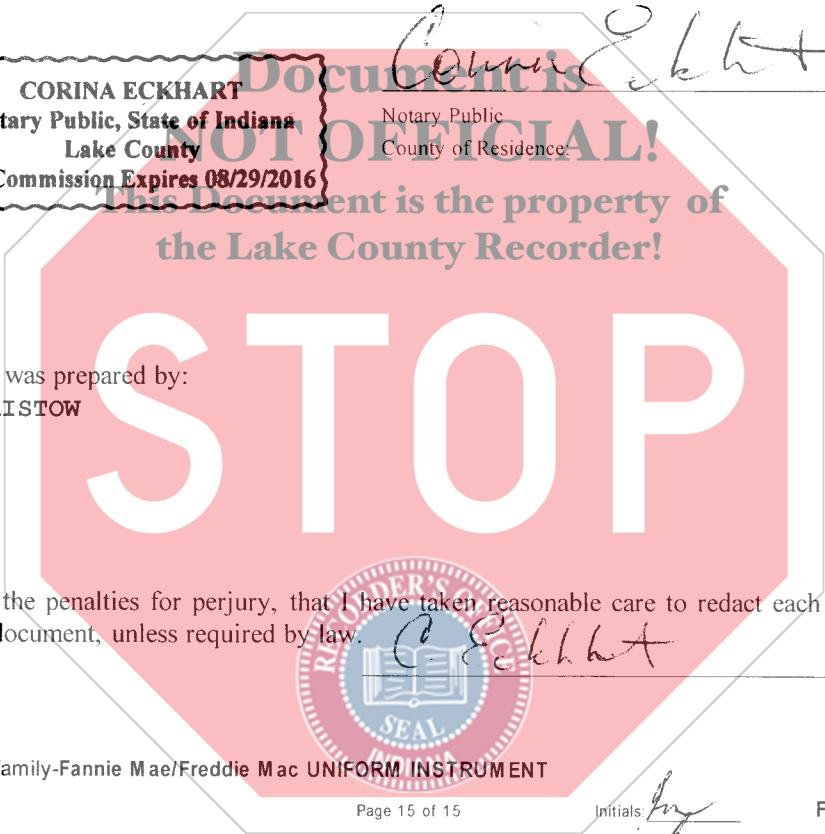 CORINA ECKHART
tary Public, State of Indiana
Lake County
Commission Expires 08/29/2016
Notary Public
County of Residence:
Document is
NOT OFFICIAL!
This Document is the property of
the Lake County Recorder!
STOP
was prepared by:
ISTOW
the penalties for perjury, that I have taken reasonable care to redact each
ocument, unless required by law.
C. Eckhart
SEAL
INDIANA
amily-Fannie Mae/Freddie Mac UNIFORM INSTRUMENT
Page 15 of 15
Initials:
F